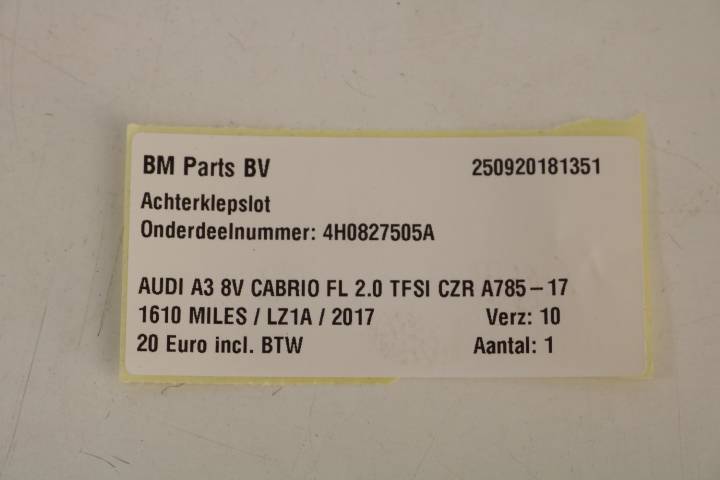 BM Parts BV 250920181351
Achterklepslot
Onderdeelnummer: 4H0827505A
AUDI A3 8V CABRIO FL 2.0 TFSI CZR A785-17
1610 MILES / LZ1A / 2017 Verz: 10
20 Euro incl. BTW Aantal: 1